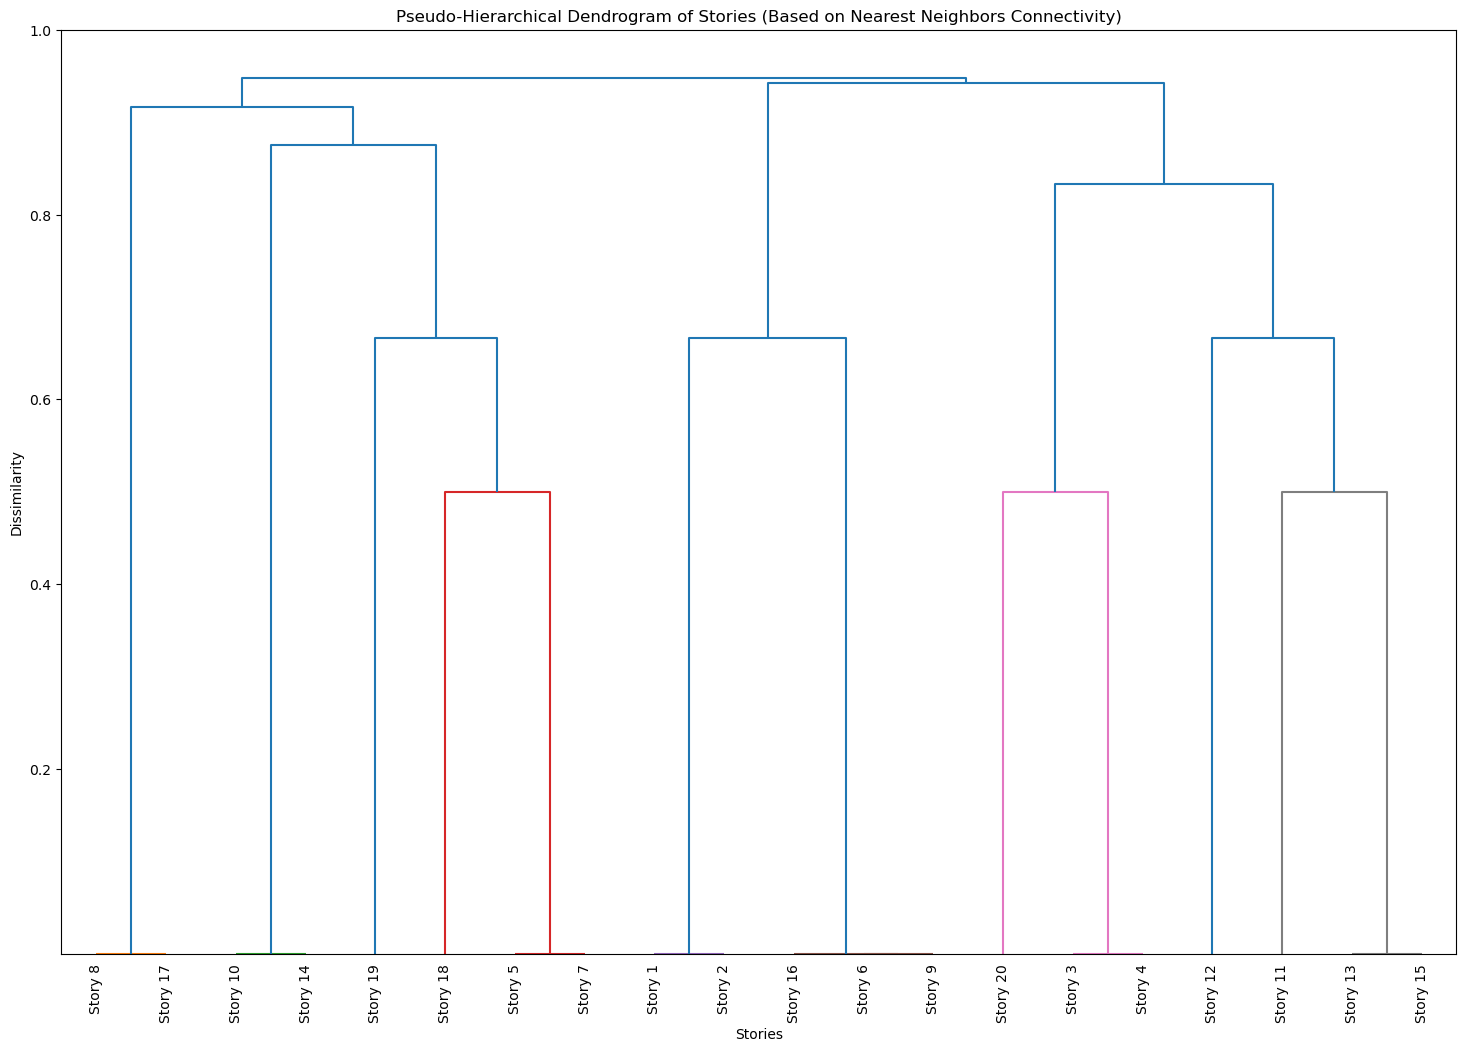 Pseudo-Hierarchical Dendrogram of Stories (Based on Nearest Neighbors Connectivity)
1.0
0.8
0.6
0.4
0.2
Dissimilarity
Story 8
Story 17
Story 10
Story 14
Story 19
Story 18
Story 5
Story 7
Story 1
Story 2
Story 16
Story 6
Story 9
Story 20
Story 3
Story 4
Story 12
Story 11
Story 13
Story 15
Stories